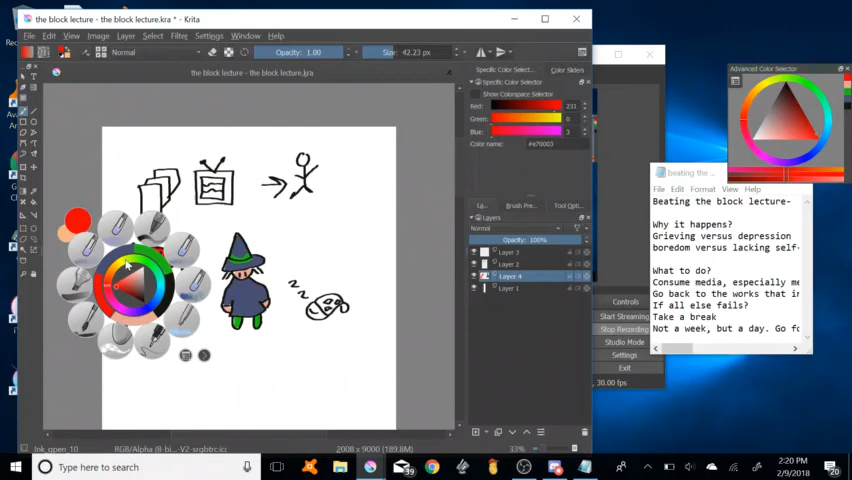 the block lecture - the block lecture.kra * - Krita
File Edit View Image Layer Select Filter Settings Window Help
Normal
Opacity: 1.00
Size: 42.23 px
the block lecture - the block lecture.kra
Specific Color Select...
Color Sliders
Specific Color Selector
Show Colorspace Selector
Red:
231
Green:
0
Blue:
3
Color name:
#e70003
La...
Brush Pre...
Tool Opt...
Layers
Normal
Opacity: 100%
Layer 3
Layer 2
Layer 4
Layer 1
Ink_gpen_10
2008 x 9000 (189.8M)
33%
Advanced Color Selector
beating the ...
File Edit Format View Help
Beating the block lecture-
Why it happens?
Grieving versus depression
boredom versus lacking self-
What to do?
Consume media, especially me
Go back to the works that in
If all else fails?
Take a break
Not a week, but a day. Go fo
Controls
Start Streaming
Stop Recording
Studio Mode
Settings
Exit
30.00 fps
z z
Type here to search
39
2:20 PM
2/9/2018
20